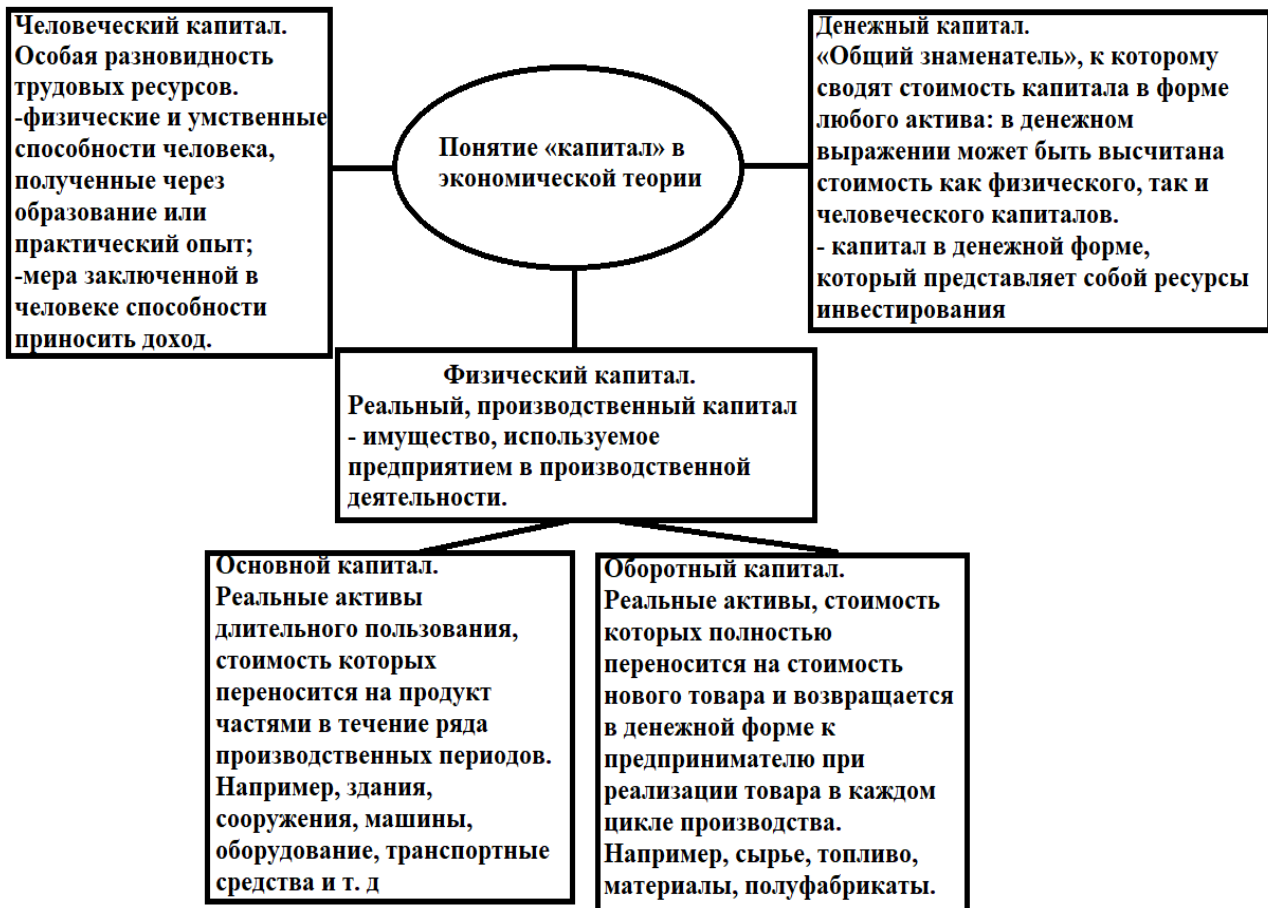 Человеческий капитал.
Особая разновидность
трудовых ресурсов.
-физические и умственные
способности человека,
полученные через
образование или
практический опыт;
-мера заключенной в
человеке способности
приносить доход.
Понятие «капитал» в
экономической теории
Денежный капитал.
«Общий знаменатель», к которому
сводят стоимость капитала в форме
любого актива: в денежном
выражении может быть высчитана
стоимость как физического, так и
человеческого капиталов.
- капитал в денежной форме,
который представляет собой ресурсы
инвестирования
Физический капитал.
Реальный, производственный капитал
- имущество, используемое
предприятием в производственной
деятельности.
Основной капитал.
Реальные активы
длительного пользования,
стоимость которых
переносится на продукт
частями в течение ряда
производственных периодов.
Например, здания,
сооружения, машины,
оборудование, транспортные
средства и т. д
Оборотный капитал.
Реальные активы, стоимость
которых полностью
переносится на стоимость
нового товара и возвращается
в денежной форме к
предпринимателю при
реализации товара в каждом
цикле производства.
Например, сырье, топливо,
материалы, полуфабрикаты.